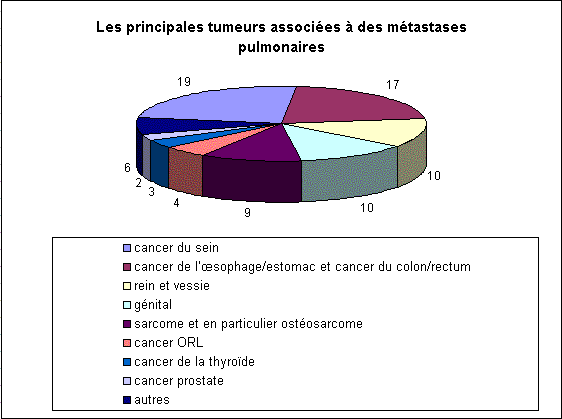 Les principales tumeurs associées à des métastases
pulmonaires
19
17
10
10
9
4
3
2
6
cancer du sein
cancer de l'œsophage/estomac et cancer du colon/rectum
rein et vessie
génital
sarcome et en particulier ostéosarcome
cancer ORL
cancer de la thyroïde
cancer prostate
autres